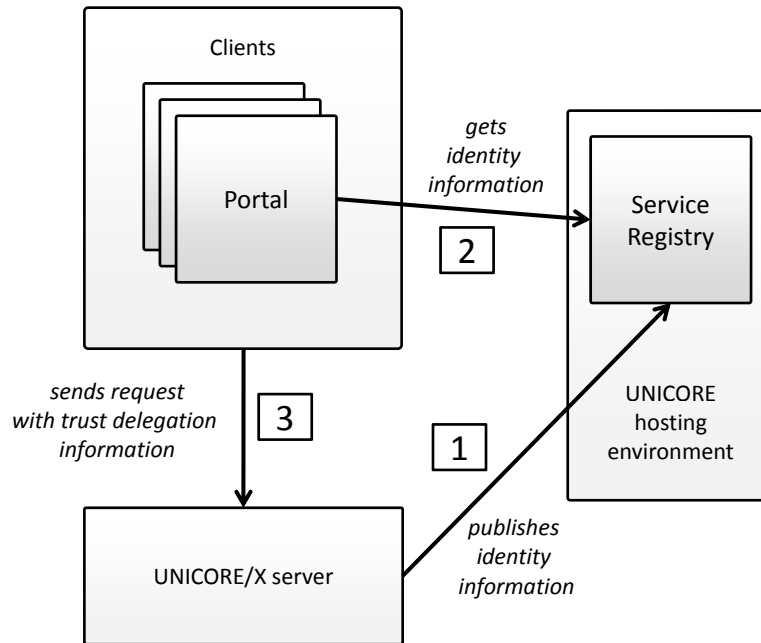 Clients
Portal
gets
identity
information
2
Service
Registry
UNICORE
hosting
environment
sends request
with trust delegation
information
3
1
publishes
identity
information
UNICORE/X server